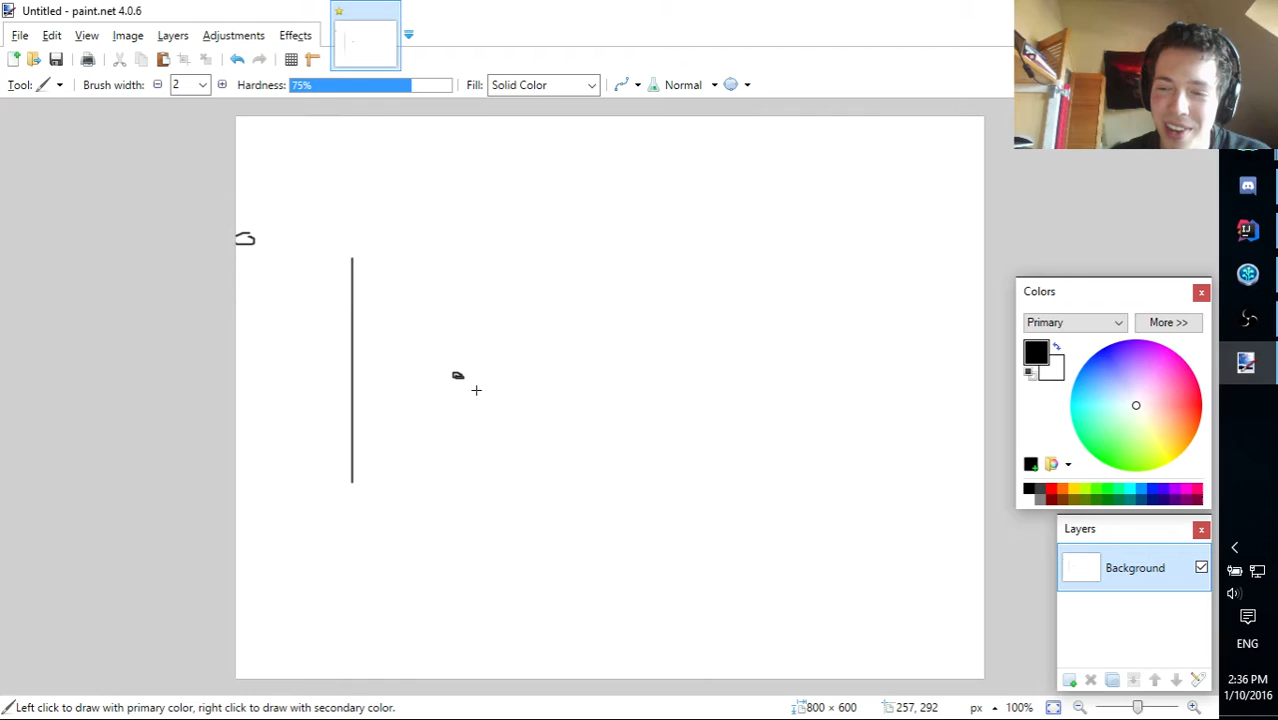 Untitled - paint.net 4.0.6
File Edit View Image Layers Adjustments Effects
Tool: Brush width: 2 Hardness: 75% Fill: Solid Color Normal
Colors
Primary More >>
Layers
Background
ENG
2:36 PM
1/10/2016
Left click to draw with primary color, right click to draw with secondary color. 800 x 600 257, 292 px 100%